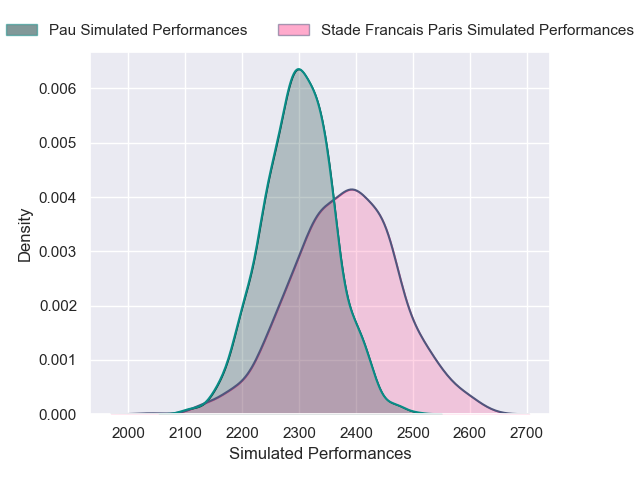 Pau Simulated Performances
Stade Francais Paris Simulated Performances
0.006
0.005
0.004
0.003
0.002
0.001
0.000
Density
2000 2100 2200 2300 2400 2500 2600 2700
Simulated Performances